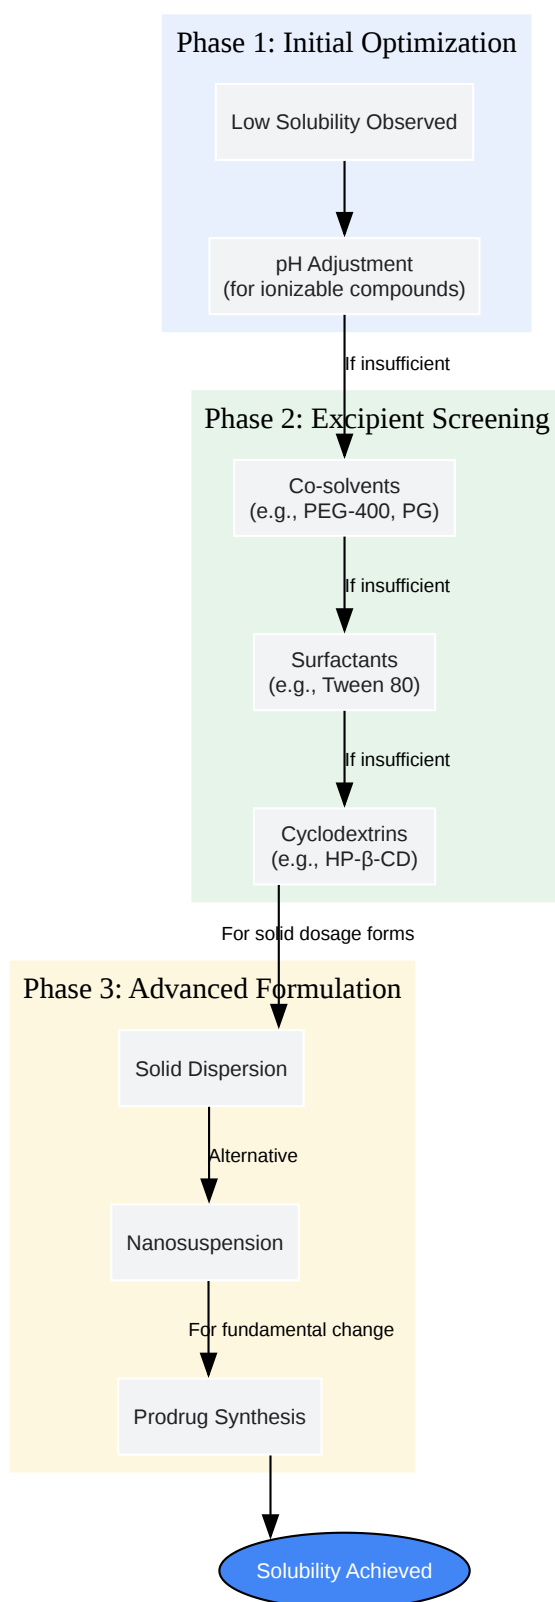 Phase 1: Initial Optimization
Low Solubility Observed
pH Adjustment
(for ionizable compounds)
If insufficient
Phase 2: Excipient Screening
Co-solvents
(e.g., PEG-400, PG)
If insufficient
Surfactants
(e.g., Tween 80)
If insufficient
Cyclodextrins
(e.g., HP-β-CD)
For solid dosage forms
Phase 3: Advanced Formulation
Solid Dispersion
Alternative
Nanosuspension
For fundamental change
Prodrug Synthesis
Solubility Achieved